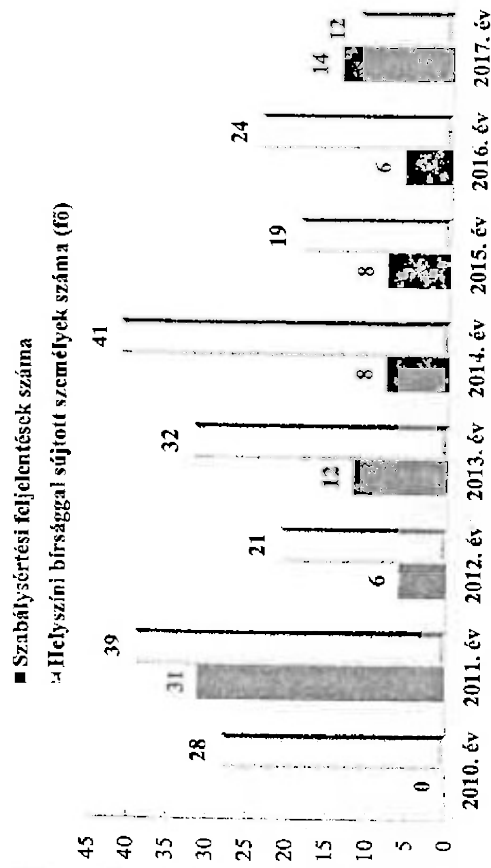 ■ Szabálysértési feljelentések száma
Helyszíni bírsággal sújtott személyek száma (fő)
45
40
35
30
25
20
15
10
5
0
0
28
31
39
6
21
12
32
8
41
8
19
6
24
14
12
2010. év
2011. év
2012. év
2013. év
2014. év
2015. év
2016. év
2017. év